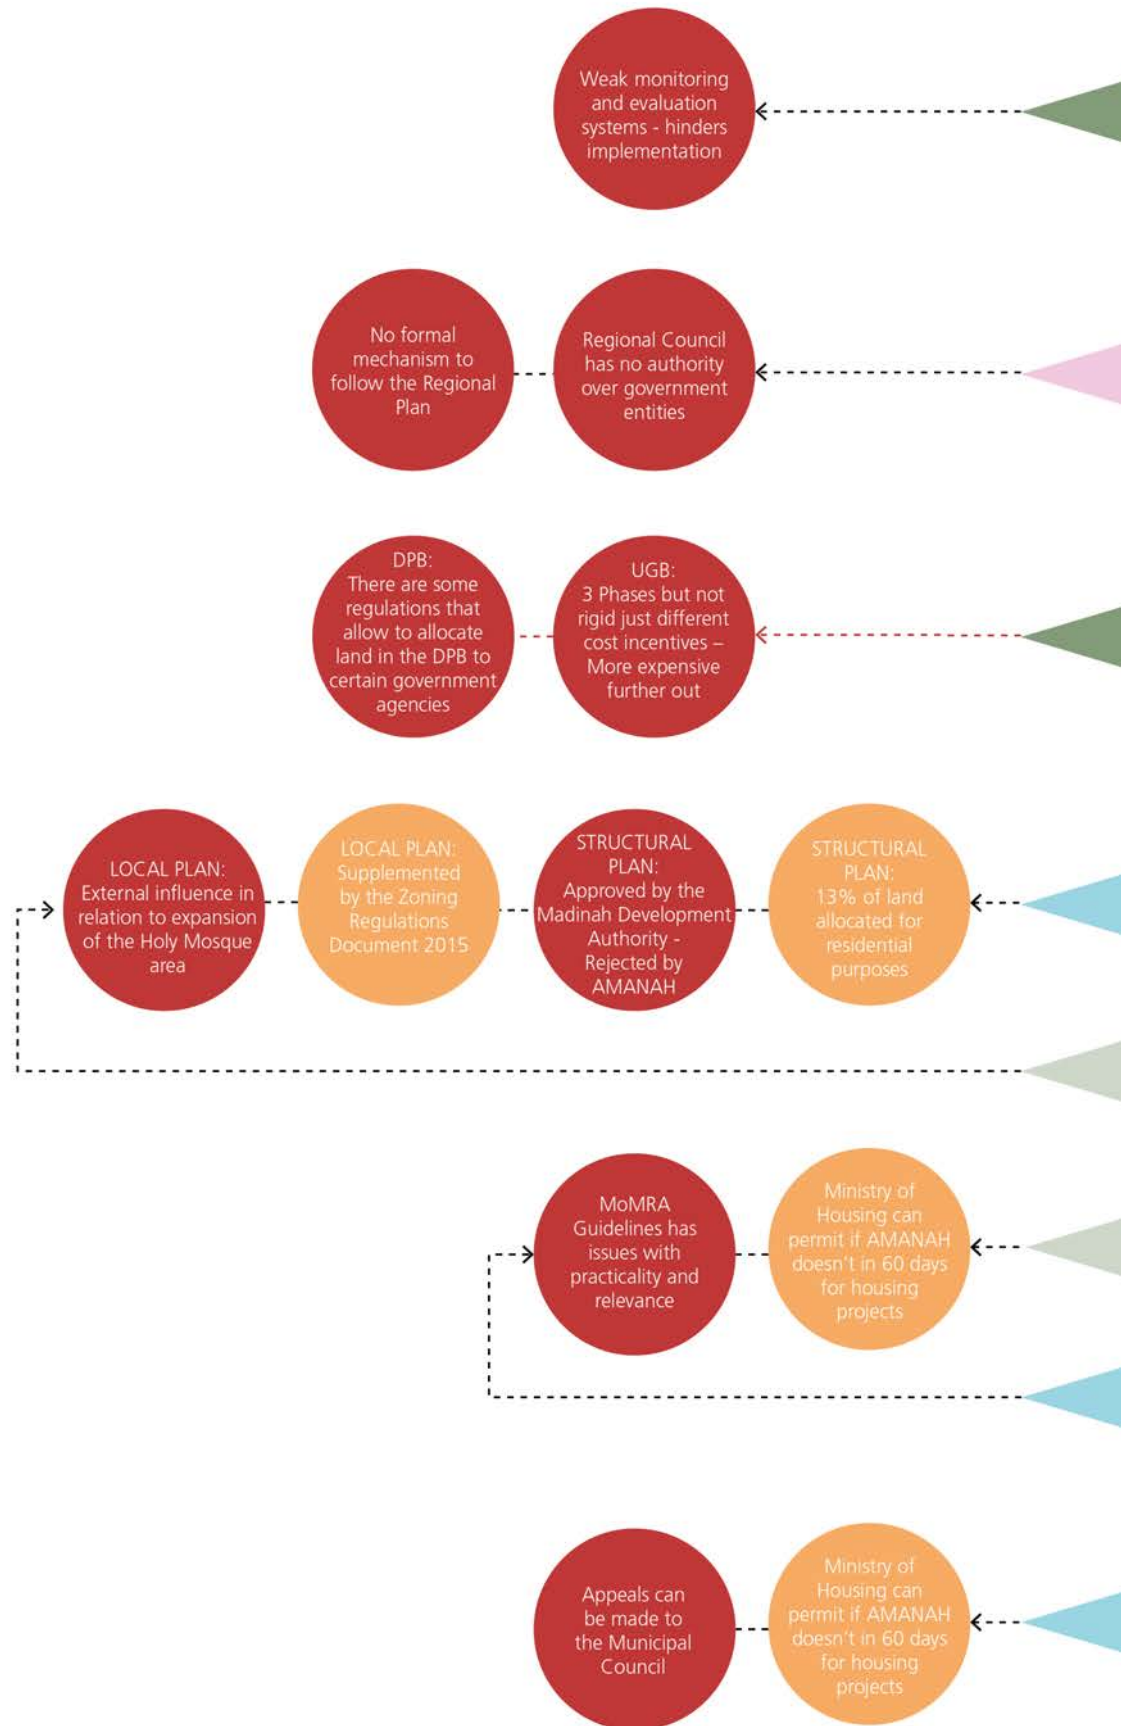 Weak monitoring
and evaluation
systems - hinders
implementation
No formal
mechanism to
follow the Regional
Plan
Regional Council
has no authority
over government
entities
DPB:
There are some
regulations that
allow to allocate
land in the DPB to
certain government
agencies
UGB:
3 Phases but not
rigid just different
cost incentives –
More expensive
further out
LOCAL PLAN:
External influence in
relation to expansion
of the Holy Mosque
area
LOCAL PLAN:
Supplemented
by the Zoning
Regulations
Document 2015
STRUCTURAL
PLAN:
Approved by the
Madinah Development
Authority -
Rejected by
AMANAH
STRUCTURAL
PLAN:
13% of land
allocated for
residential
purposes
MoMRA
Guidelines has
issues with
practicality and
relevance
Ministry of
Housing can
permit if AMANAH
doesn't in 60 days
for housing
projects
Appeals can
be made to
the Municipal
Council
Ministry of
Housing can
permit if AMANAH
doesn't in 60 days
for housing
projects